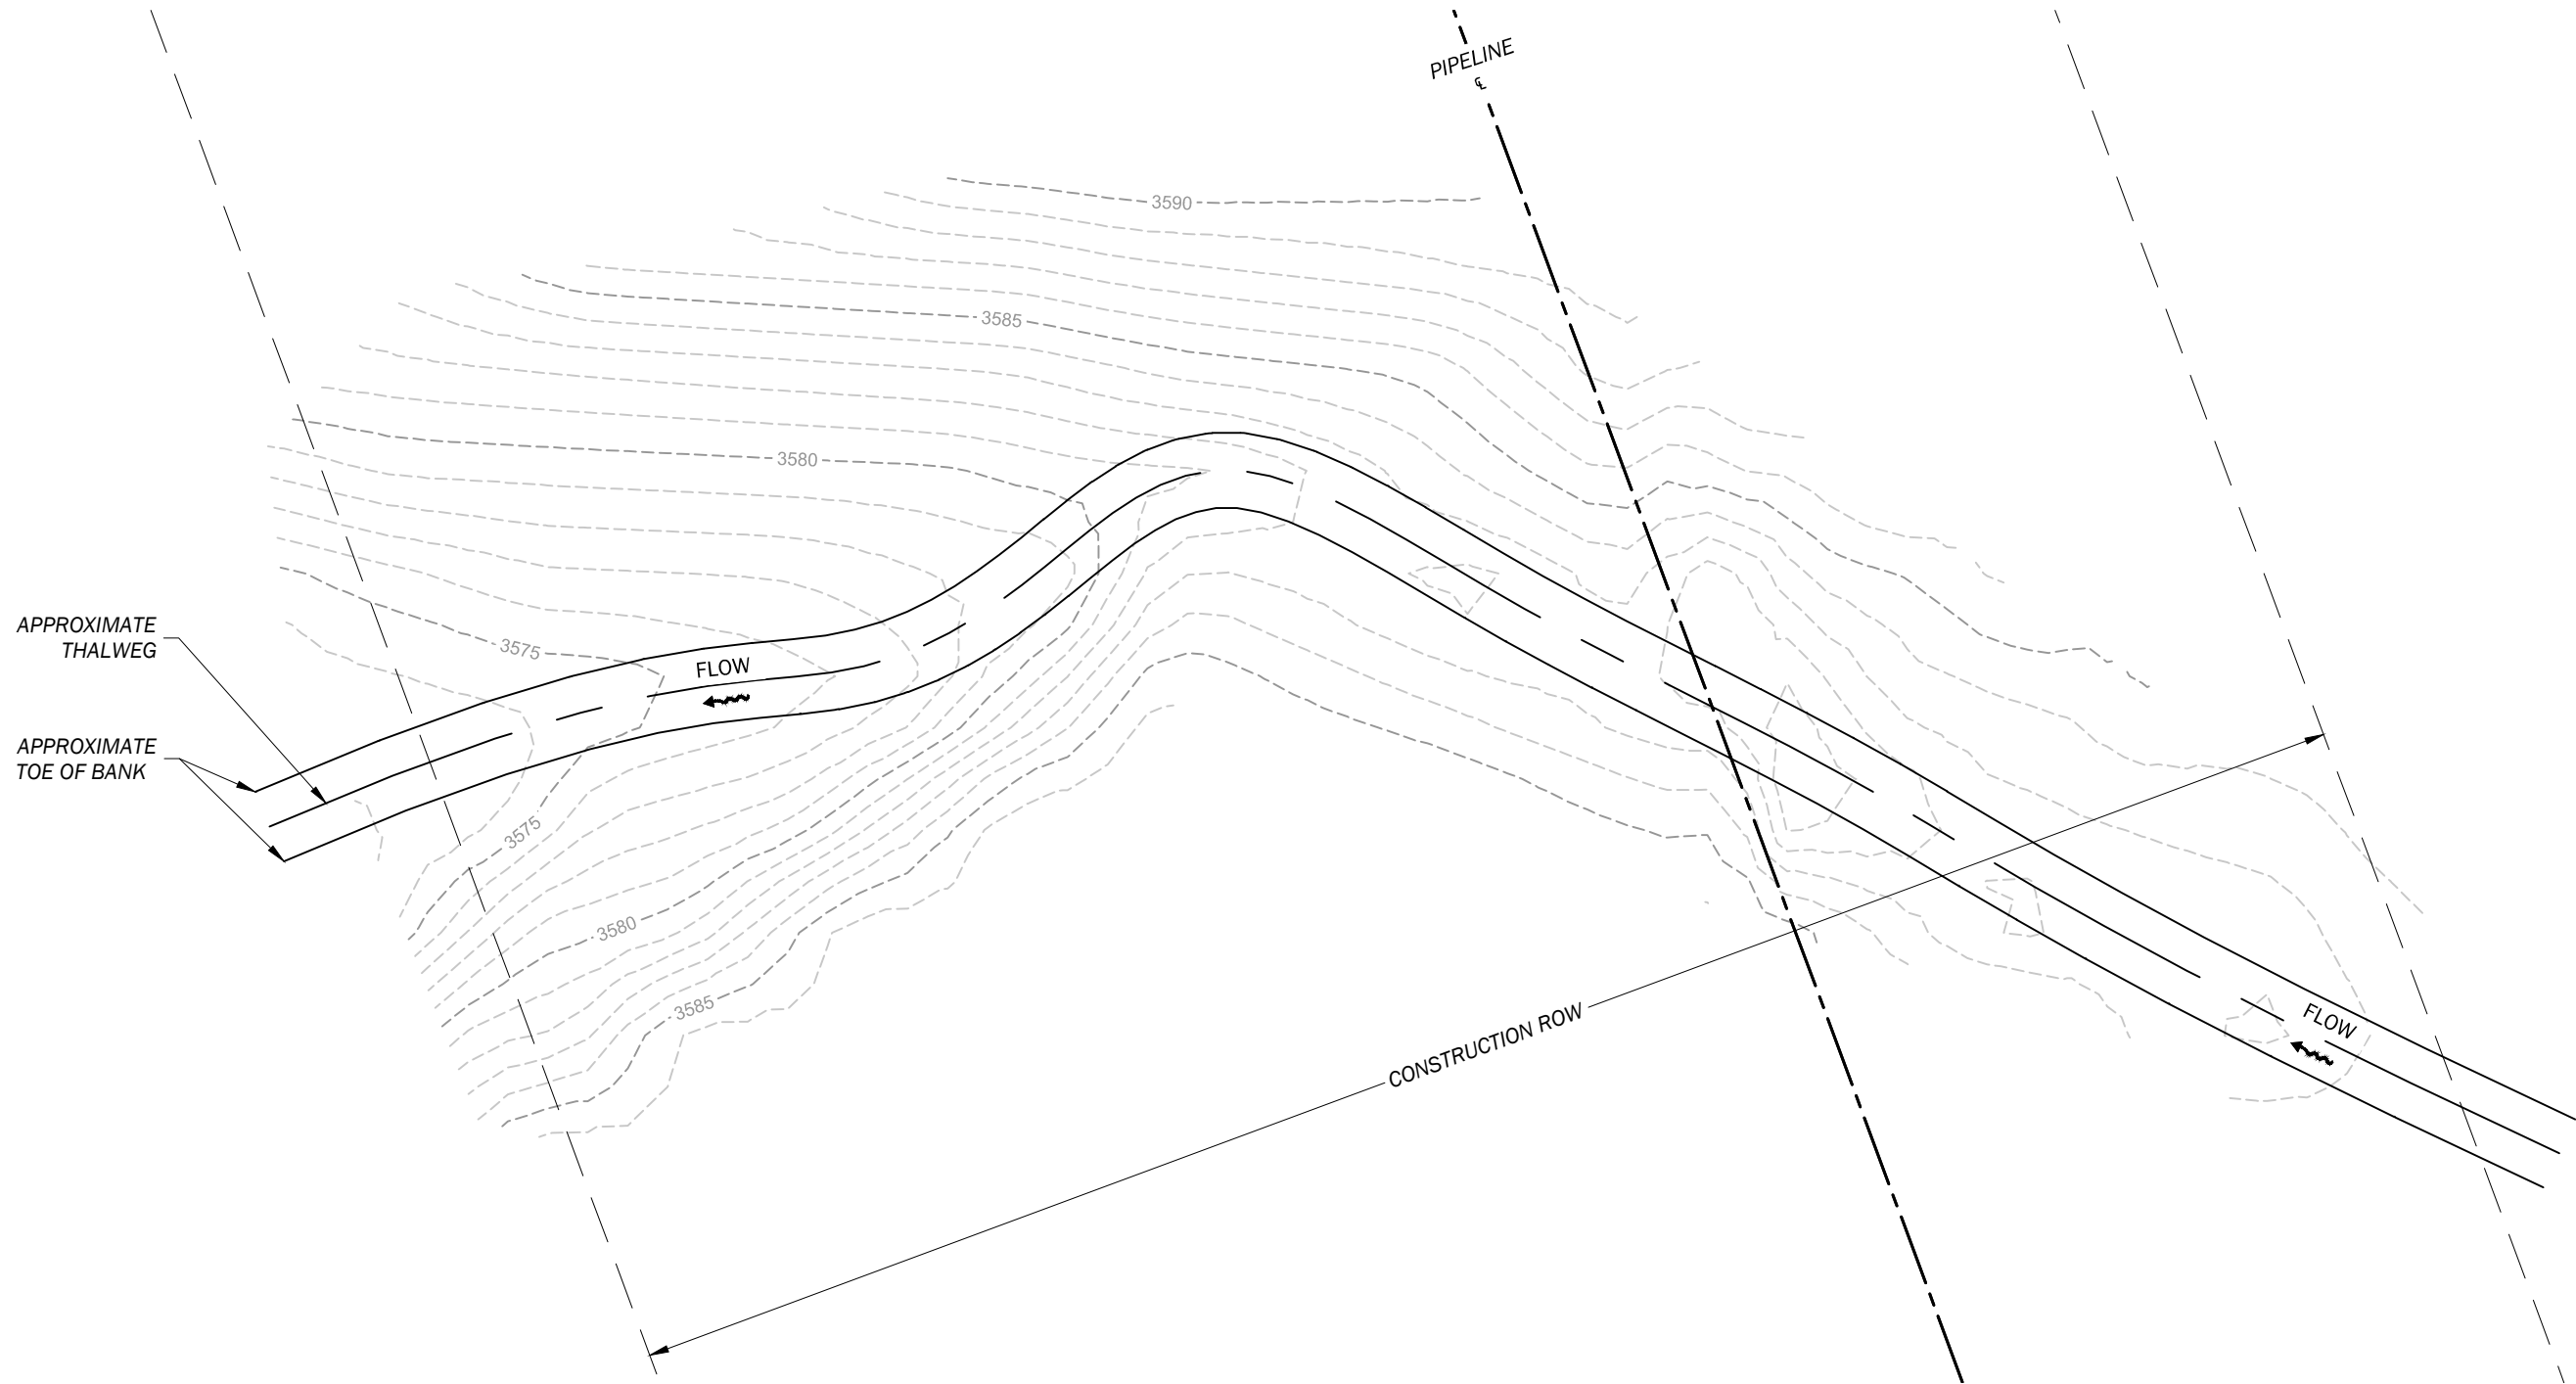 PIPELINE
℄
3590
3585
3580
3575
APPROXIMATE
THALWEG
FLOW
APPROXIMATE
TOE OF BANK
3575
3580
3585
CONSTRUCTION ROW
FLOW